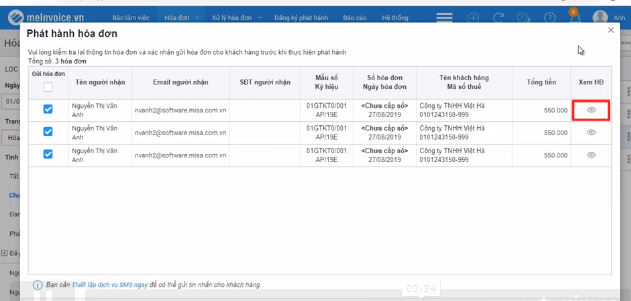 meInvoice.vn Bàn làm việc Hóa đơn Xử lý hóa đơn Đăng ký phát hành Báo cáo Hệ thống Anh
Phát hành hóa đơn
Vui lòng kiểm tra lại thông tin hóa đơn và xác nhận gửi hóa đơn cho khách hàng trước khi thực hiện phát hành
Tổng số: 3 hóa đơn
Gửi hóa đơn
Tên người nhận Email người nhận SĐT người nhận Mẫu số Số hóa đơn Tên khách hàng Tổng tiền Xem HĐ
Ký hiệu Ngày hóa đơn Mã số thuế
Nguyễn Thị Vân nvanh2@software.misa.com.vn 01GTKT0/001 <Chưa cấp số> Công ty TNHH Việt Hà 550.000
Anh AP/19E 27/08/2019 0101243150-999
Nguyễn Thị Vân nvanh2@software.misa.com.vn 01GTKT0/001 <Chưa cấp số> Công ty TNHH Việt Hà 550.000
Anh AP/19E 27/08/2019 0101243150-999
Nguyễn Thị Vân nvanh2@software.misa.com.vn 01GTKT0/001 <Chưa cấp số> Công ty TNHH Việt Hà 550.000
Anh AP/19E 27/08/2019 0101243150-999
Bạn cần Thiết lập dịch vụ SMS ngay để có thể gửi tin nhắn cho khách hàng.
03:34
Hóa
LỌC
Ngày
01/0
Trạng
Hóa
Tình
Tất
Chu
Phá
Đã